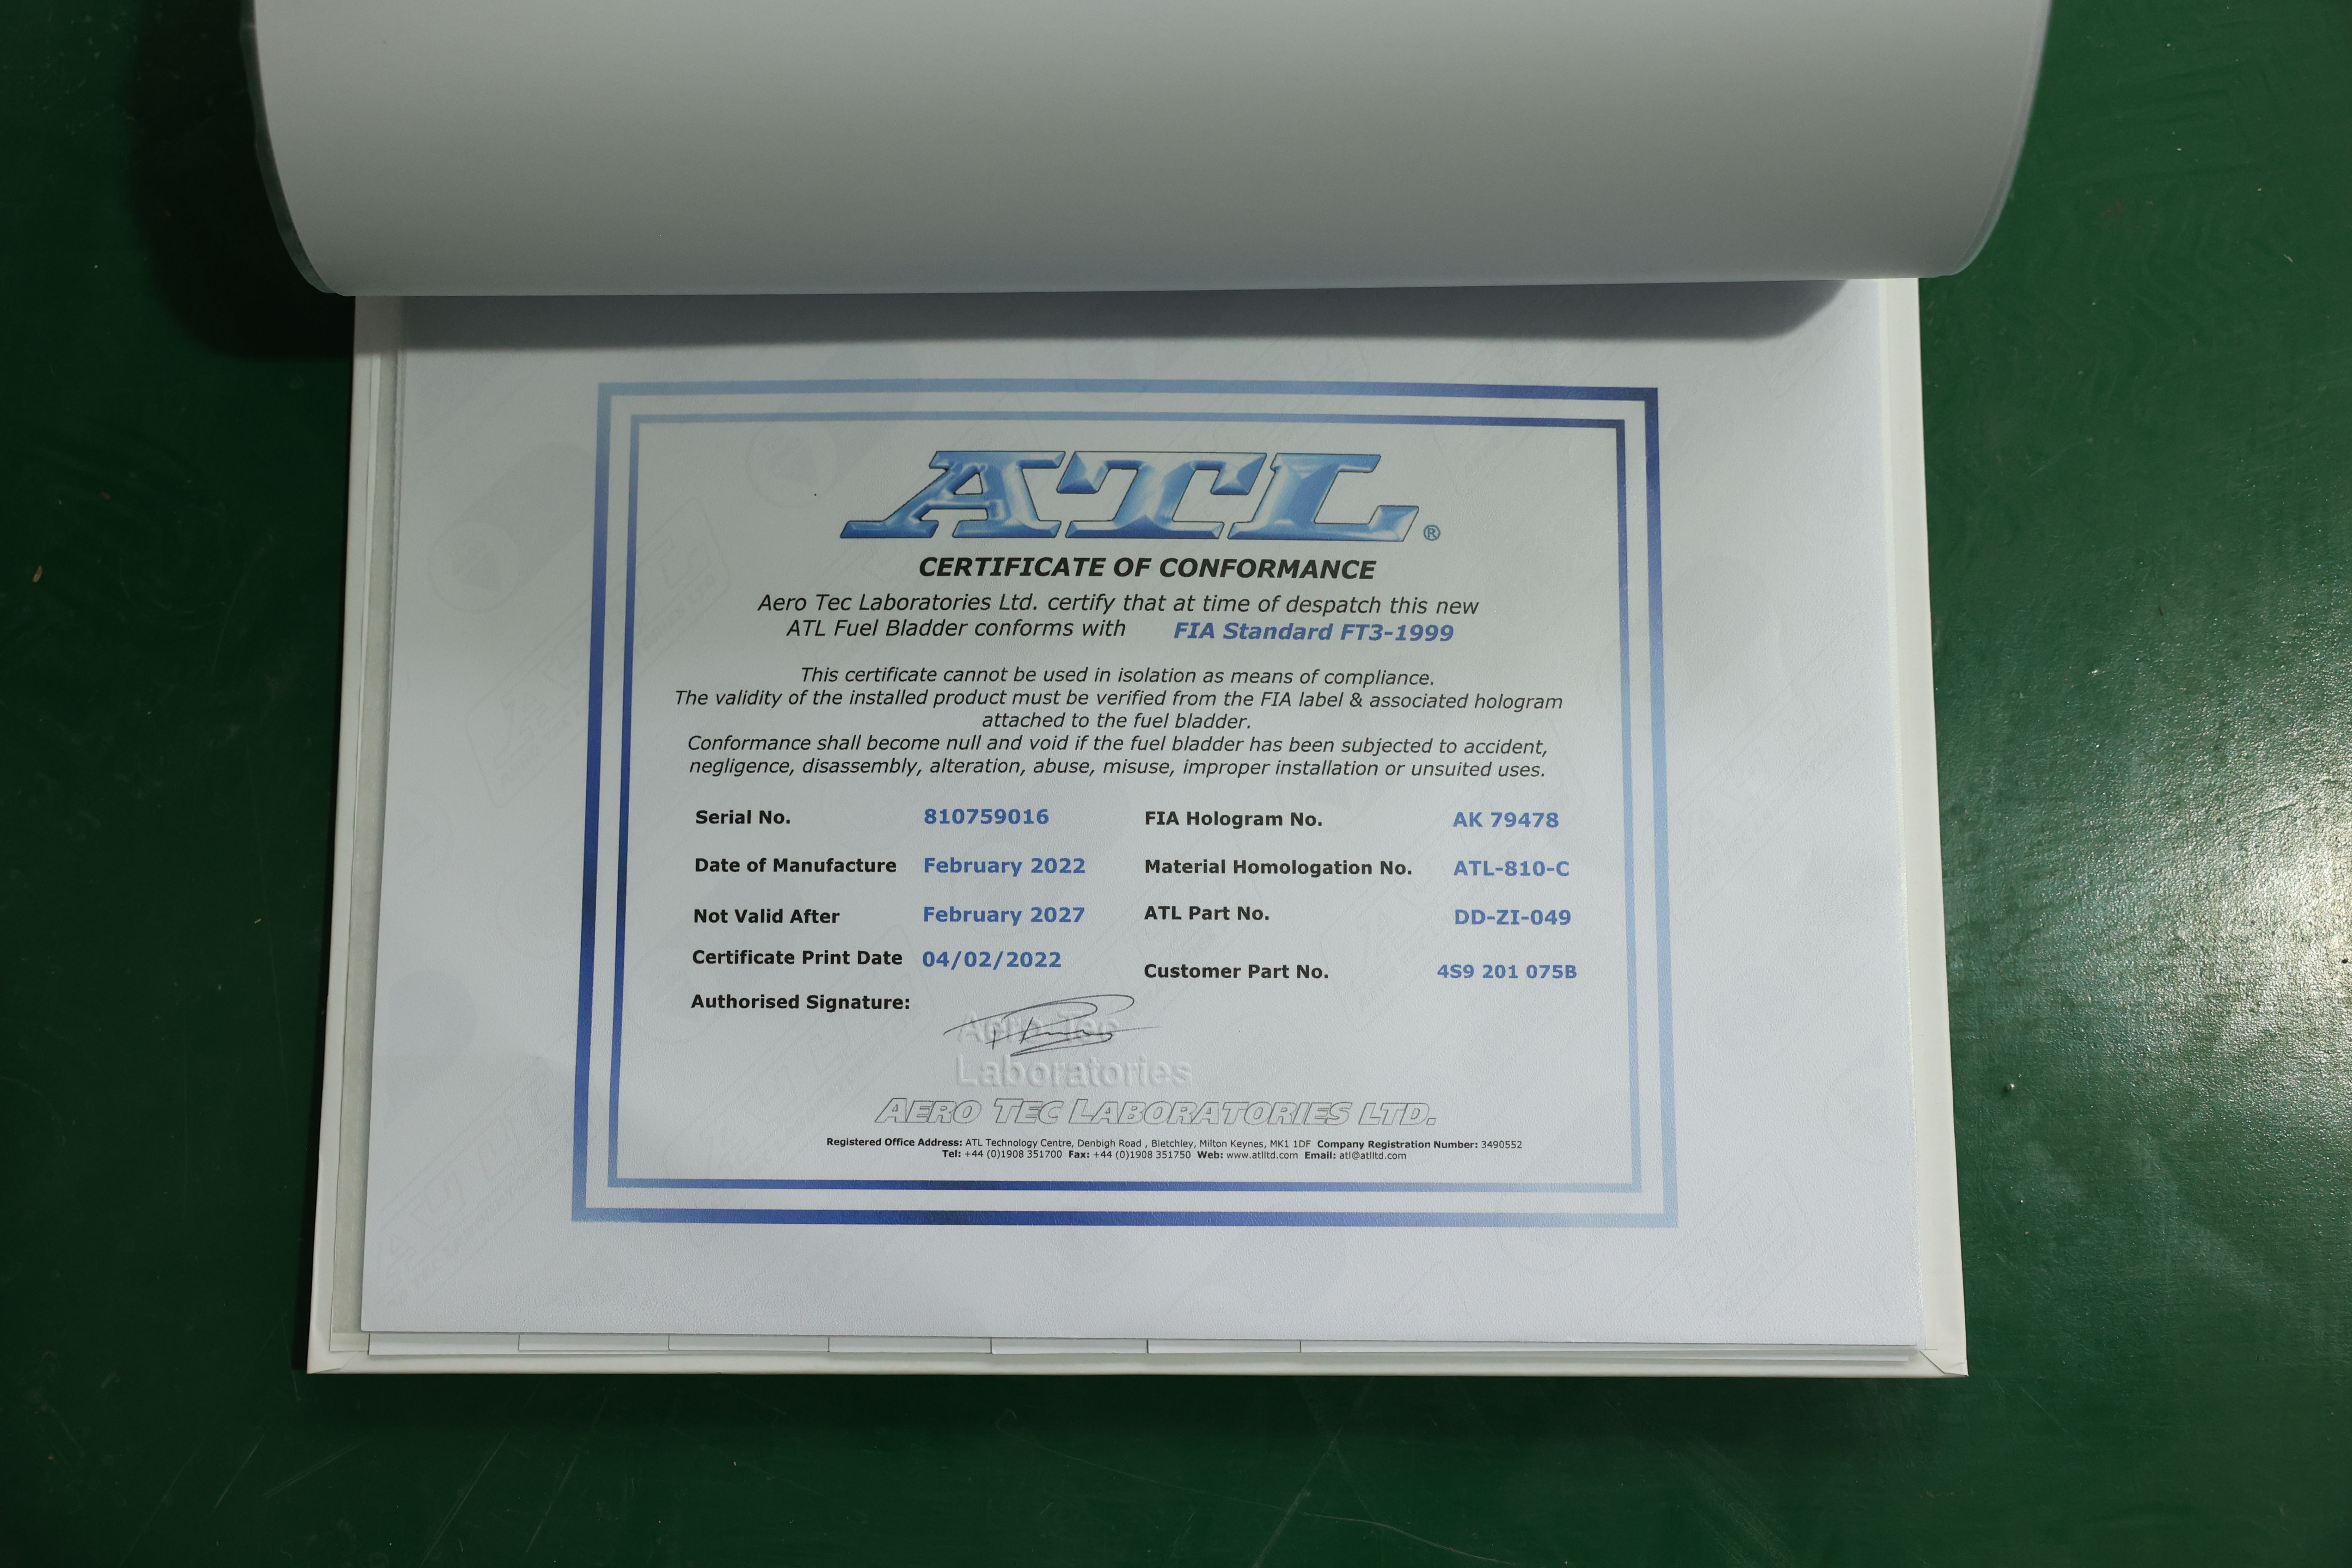 ATL®
CERTIFICATE OF CONFORMANCE
Aero Tec Laboratories Ltd. certify that at time of despatch this new
ATL Fuel Bladder conforms with FIA Standard FT3-1999
This certificate cannot be used in isolation as means of compliance.
The validity of the installed product must be verified from the FIA label & associated hologram
attached to the fuel bladder.
Conformance shall become null and void if the fuel bladder has been subjected to accident,
negligence, disassembly, alteration, abuse, misuse, improper installation or unsuited uses.
Serial No. 810759016 FIA Hologram No. AK 79478
Date of Manufacture February 2022 Material Homologation No. ATL-810-C
Not Valid After February 2027 ATL Part No. DD-ZI-049
Certificate Print Date 04/02/2022 Customer Part No. 4S9 201 075B
Authorised Signature:
Aero Tec
Laboratories
AERO TEC LABORATORIES LTD.
Registered Office Address: ATL Technology Centre, Denbigh Road , Bletchley, Milton Keynes, MK1 1DF Company Registration Number: 3490552
Tel: +44 (0)1908 351700 Fax: +44 (0)1908 351750 Web: www.atlltd.com Email: atl@atlltd.com